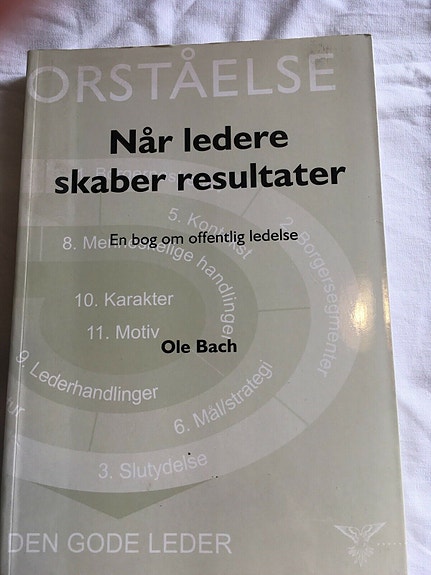 ORSTÅELSE
Når ledere
skaber resultater
En bog om offentlig ledelse
5. Kontekst
2. Borgersegmenter
8. Menneskelige handlinger
10. Karakter
11. Motiv
Ole Bach
9. Lederhandlinger
6. Mål/strategi
3. Slutydelse
DEN GODE LEDER